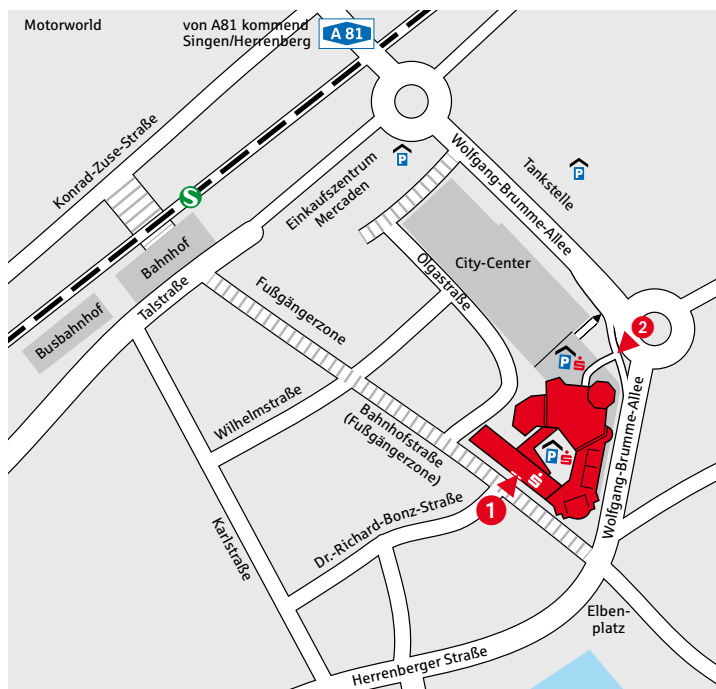 Motorworld
von A81 kommend
Singen/Herrenberg
A 81
Konrad-Zuse-Straße
Wolfgang-Brumme-Allee
Tankstelle
P
P
Einkaufszentrum
Mercaden
S
Bahnhof
Busbahnhof
Talstraße
Fußgängerzone
Olgastraße
City-Center
2
P
Wilhelmstraße
Bahnhofstraße
(Fußgängerzone)
P
1
Wolfgang-Brumme-Allee
Karlstraße
Dr.-Richard-Bonz-Straße
Elben-
platz
Herrenberger Straße